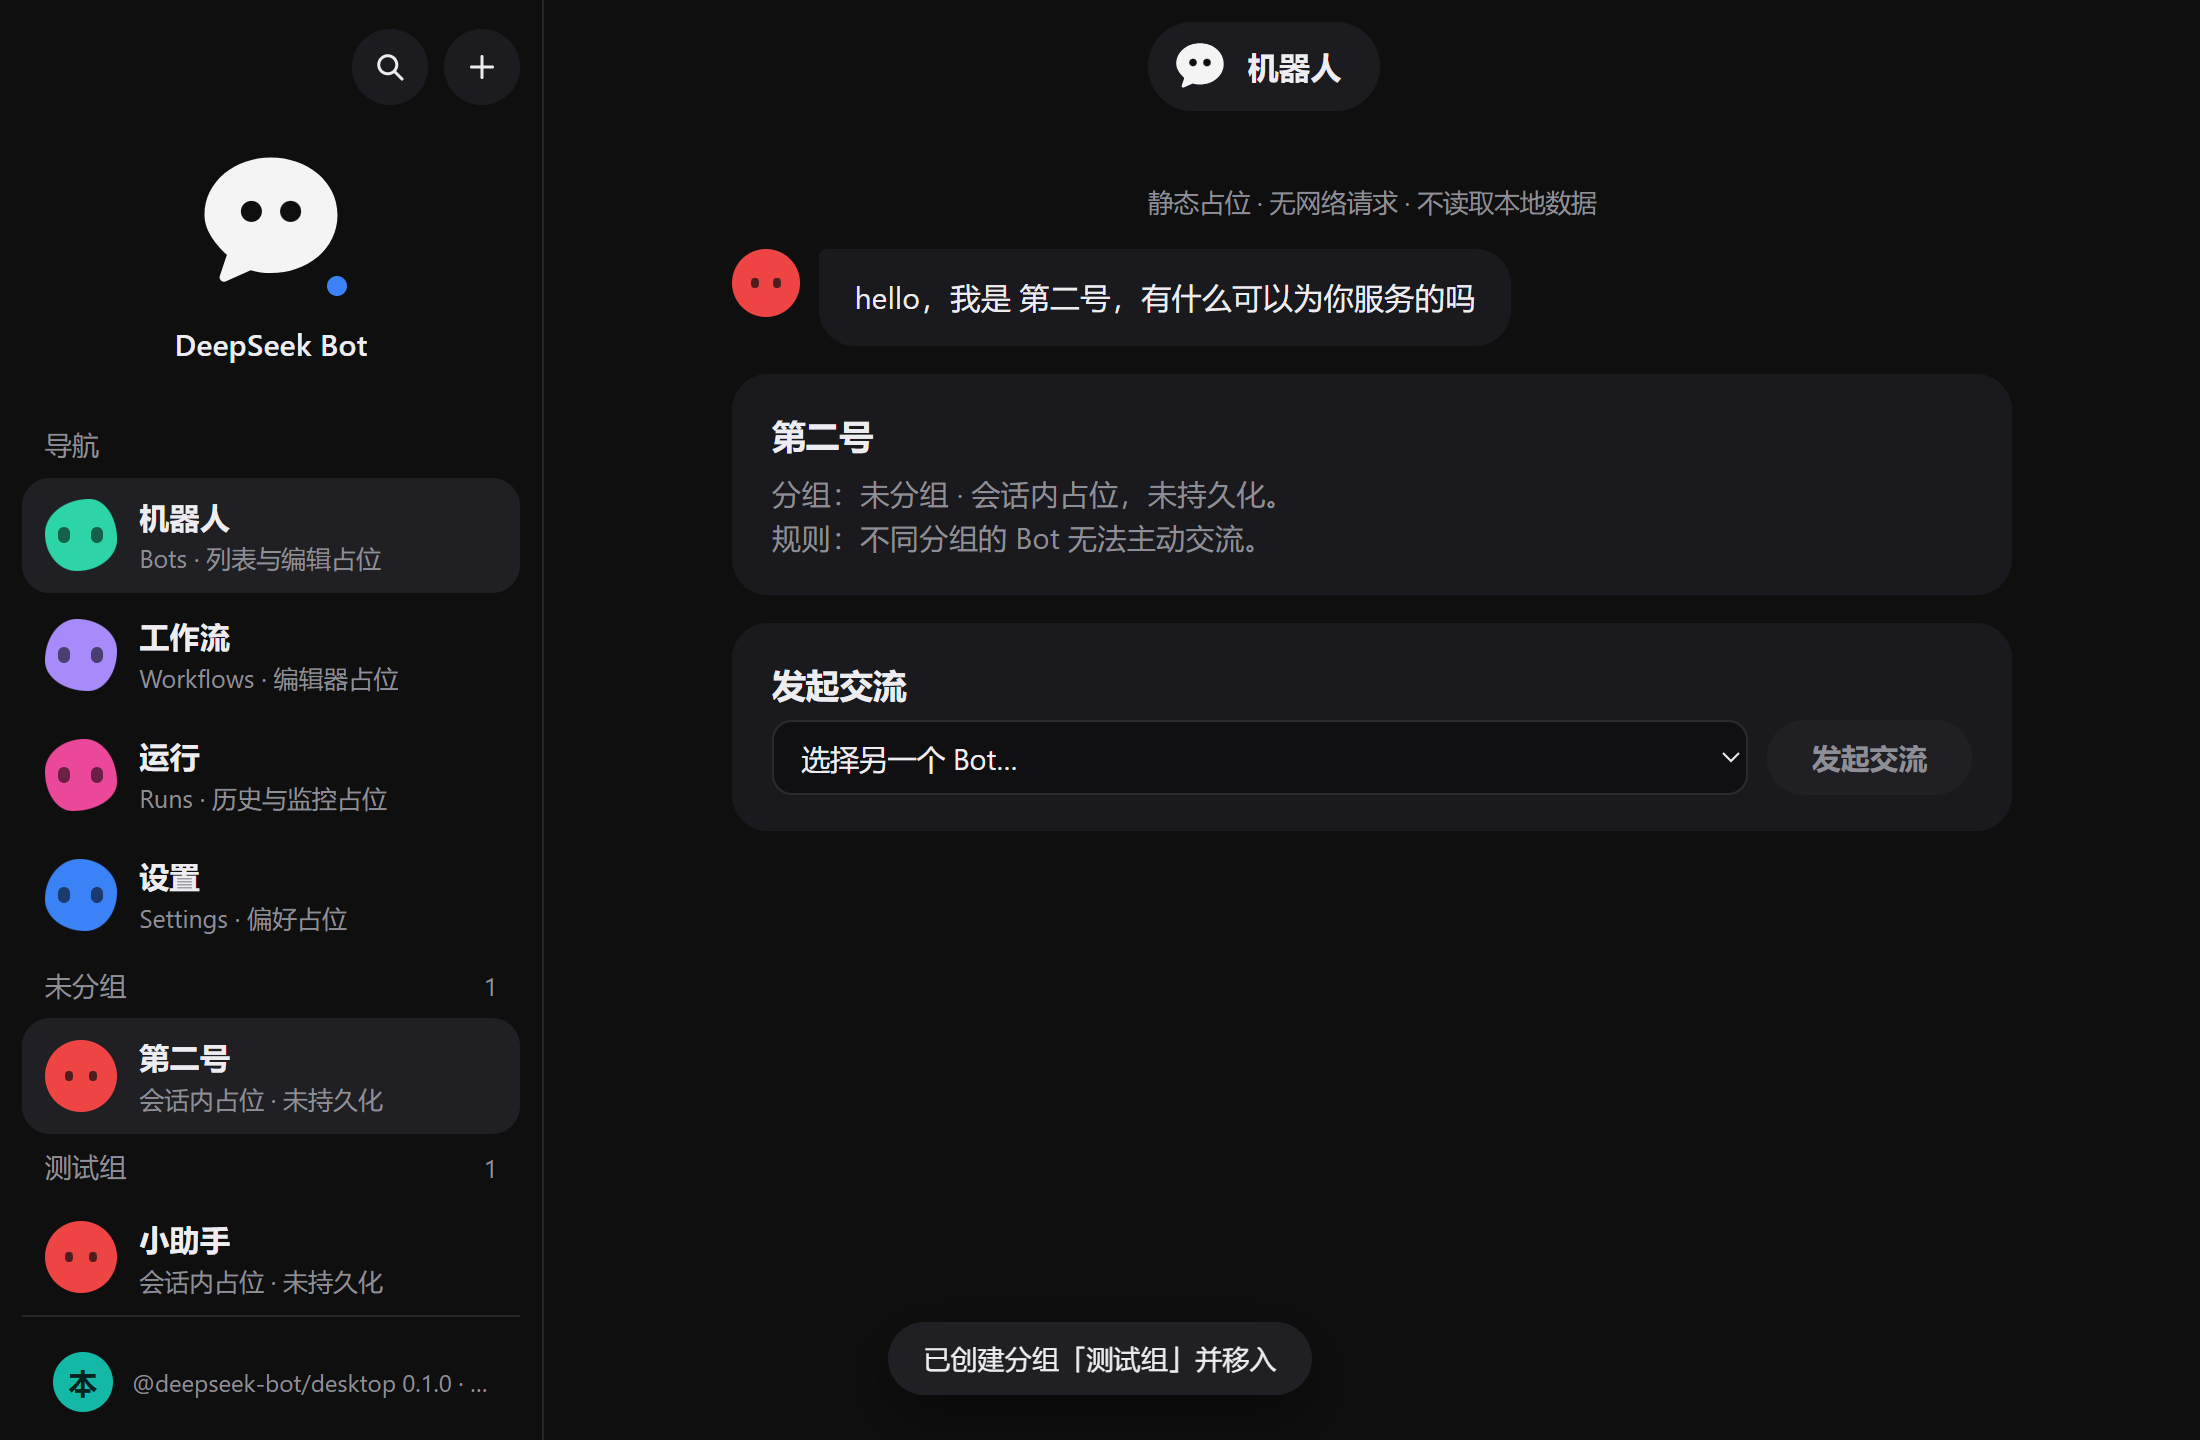 DeepSeek Bot
导航
机器人
Bots · 列表与编辑占位
工作流
Workflows · 编辑器占位
运行
Runs · 历史与监控占位
设置
Settings · 偏好占位
未分组 1
第二号
会话内占位 · 未持久化
测试组 1
小助手
会话内占位 · 未持久化
本 @deepseek-bot/desktop 0.1.0 · ...
机器人
静态占位 · 无网络请求 · 不读取本地数据
hello，我是 第二号，有什么可以为你服务的吗
第二号
分组：未分组 · 会话内占位，未持久化。
规则：不同分组的 Bot 无法主动交流。
发起交流
选择另一个 Bot... 发起交流
已创建分组「测试组」并移入